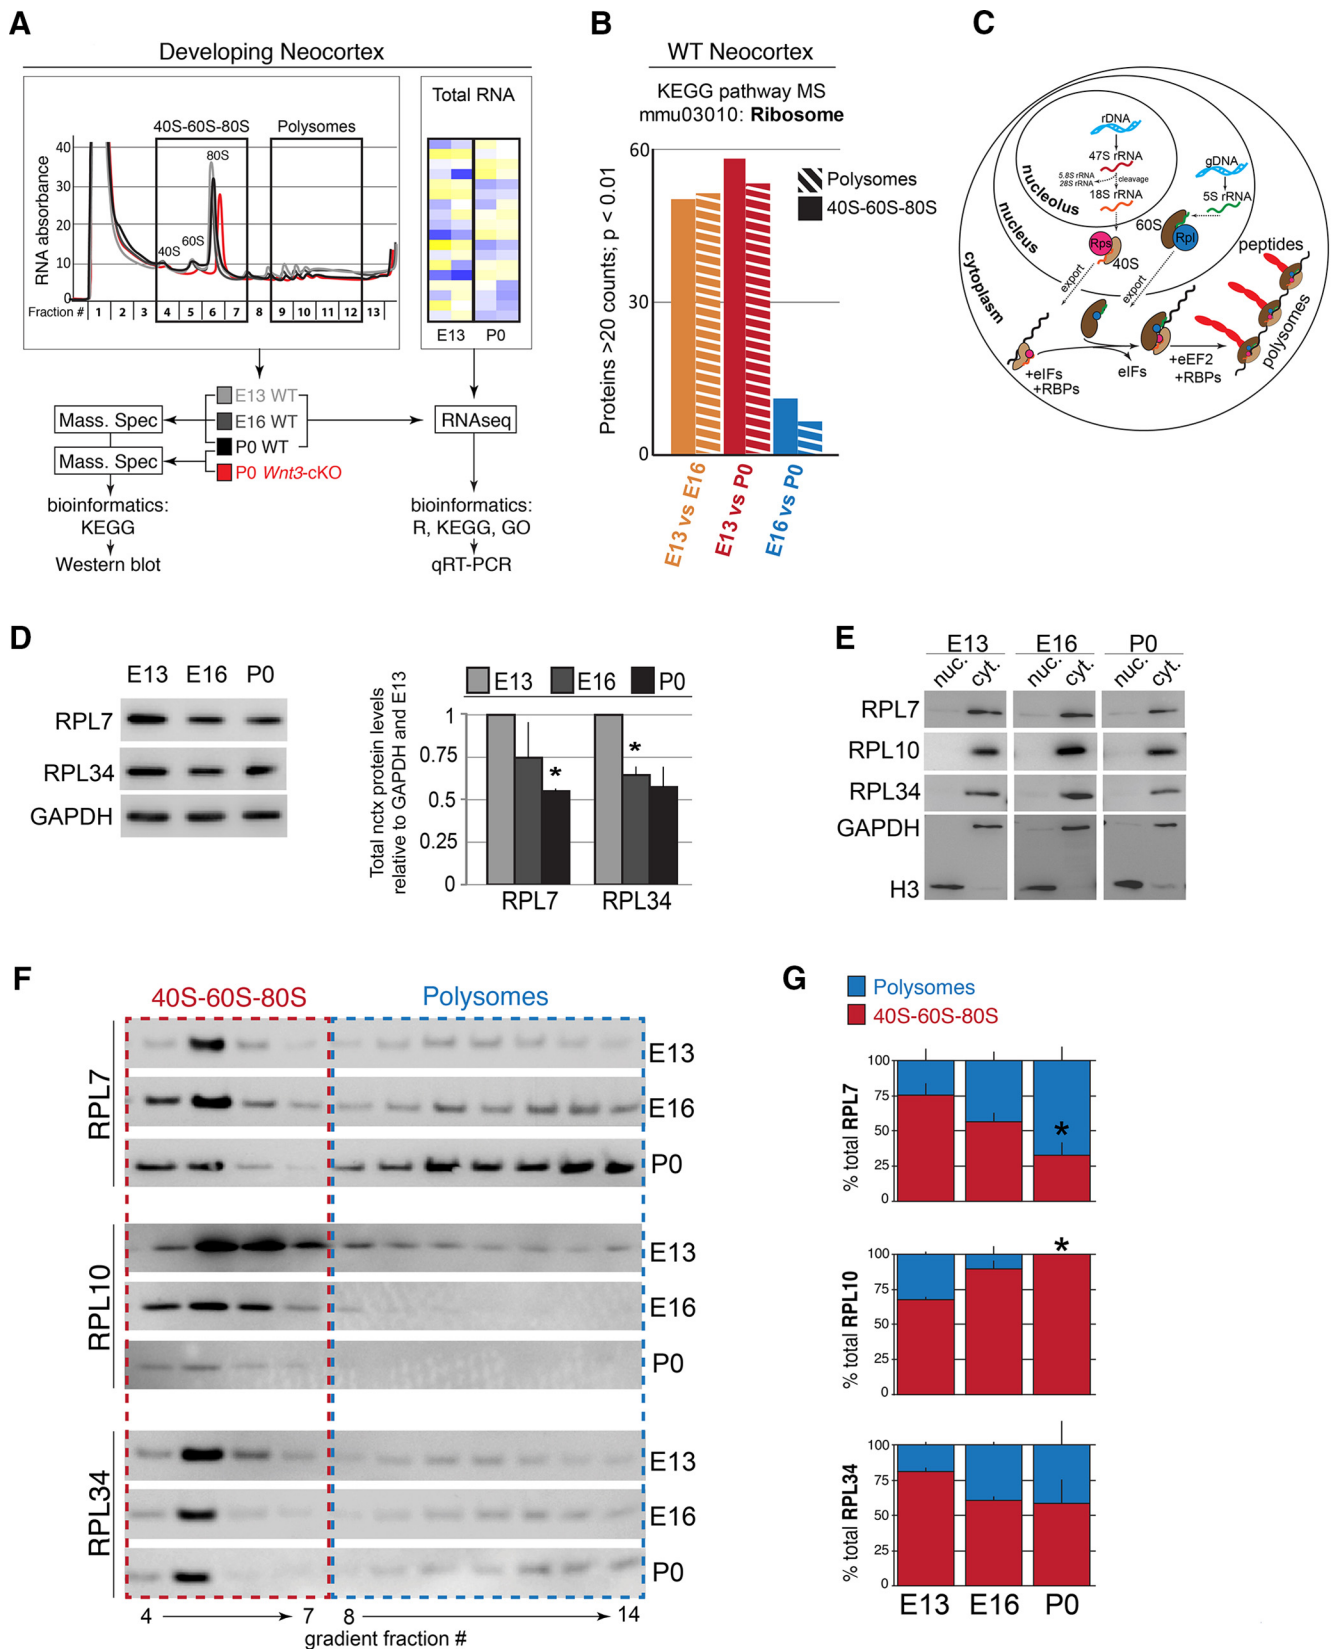 A
Developing Neocortex
40S-60S-80S
Polysomes
Total RNA
RNA absorbance
40
30
20
10
0
40S
60S
80S
Fraction #
1 2 3 4 5 6 7 8 9 10 11 12 13
E13
P0
E13 WT
E16 WT
P0 WT
P0 Wnt3-cKO
Mass. Spec
Mass. Spec
RNAseq
bioinformatics:
KEGG
Western blot
bioinformatics:
R, KEGG, GO
qRT-PCR
B
WT Neocortex
KEGG pathway MS
mmu03010: Ribosome
Proteins >20 counts; p < 0.01
60
30
0
Polysomes
40S-60S-80S
E13 vs E16
E13 vs P0
E16 vs P0
C
rDNA
47S rRNA
5.8S rRNA
28S rRNA
cleavage
18S rRNA
nucleolus
nucleus
cytoplasm
gDNA
5S rRNA
60S
Rpl
Rps
40S
export
export
peptides
polysomes
+eIFs
+RBPs
eIFs
+eEF2
+RBPs
D
E13 E16 P0
RPL7
RPL34
GAPDH
Total nctx protein levels
relative to GAPDH and E13
E13
E16
P0
1
0.75
0.5
0.25
0
*
*
RPL7
RPL34
E
E13 E16 P0
nuc. cyt. nuc. cyt. nuc. cyt.
RPL7
RPL10
RPL34
GAPDH
H3
F
40S-60S-80S
Polysomes
RPL7
E13
E16
P0
RPL10
E13
E16
P0
RPL34
E13
E16
P0
4 7 8 14
gradient fraction #
G
Polysomes
40S-60S-80S
% total RPL7
100
75
50
25
0
*
% total RPL10
100
75
50
25
0
*
% total RPL34
100
75
50
25
0
E13 E16 P0